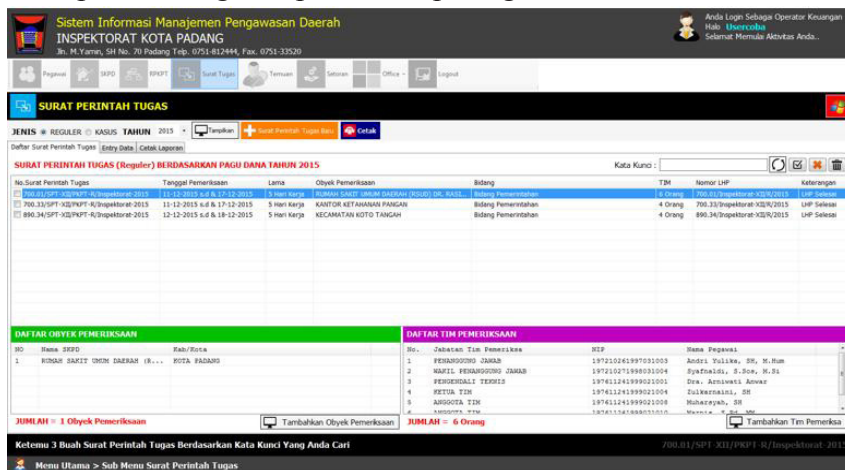 Sistem Informasi Manajemen Pengawasan Daerah
INSPEKTORAT KOTA PADANG
Jln. M.Yamin, SH No. 70 Padang Telp. 0751-812444, Fax. 0751-33520
Anda Login Sebagai Operator Keuangan
Halo Usercoba
Selamat Memulai Aktivitas Anda..
Pegawai SKPD RPKPT Surat Tugas Temuan Setoran Office Logout
SURAT PERINTAH TUGAS
JENIS REGULER KASUS TAHUN 2015 Tampilkan Surat Perintah Tugas Baru Cetak
Daftar Surat Perintah Tugas Entry Data Cetak Laporan
SURAT PERINTAH TUGAS (Reguler) BERDASARKAN PAGU DANA TAHUN 2015 Kata Kunci :
No.Surat Perintah Tugas Tanggal Pemeriksaan Lama Obyek Pemeriksaan Bidang TIM Nomor LHP Keterangan
700.01/SPT-XII/PKPT-R/Inspektorat-2015 11-12-2015 s.d & 17-12-2015 5 Hari Kerja RUMAH SAKIT UMUM DAERAH (RSUD) DR. RASI... Bidang Pemerintahan 6 Orang 700.01/Inspektorat-XII/R/2015 LHP Selesai
700.33/SPT-XII/PKPT-R/Inspektorat-2015 11-12-2015 s.d & 17-12-2015 5 Hari Kerja KANTOR KETAHANAN PANGAN Bidang Pemerintahan 4 Orang 700.33/Inspektorat-XII/R/2015 LHP Selesai
890.34/SPT-XII/PKPT-R/Inspektorat-2015 12-12-2015 s.d & 18-12-2015 5 Hari Kerja KECAMATAN KOTO TANGAH Bidang Pemerintahan 4 Orang 890.34/Inspektorat-XII/R/2015 LHP Selesai
DAFTAR OBYEK PEMERIKSAAN
NO Nama SKPD Kab/Kota
1 RUMAH SAKIT UMUM DAERAH (R... KOTA PADANG
JUMLAH = 1 Obyek Pemeriksaan Tambahkan Obyek Pemeriksaan
DAFTAR TIM PEMERIKSAAN
No. Jabatan Tim Pemeriksa NIP Nama Pegawai
1 PENANGGUNG JAWAB 197210261997031003 Andri Yulika, SH, M.Hum
2 WAKIL PENANGGUNG JAWAB 197210271998031004 Syafnaldi, S.Sos, M.Si
3 PENGENDALI TEKNIS 197611241999021001 Dra. Arniwati Anwar
4 KETUA TIM 197611241999021004 Zulkarnaini, SH
5 ANGGOTA TIM 197611241999021008 Muharsyah, SH
6 ANGGOTA TIM 197611241999021010
JUMLAH = 6 Orang Tambahkan Tim Pemeriksa
Ketemu 3 Buah Surat Perintah Tugas Berdasarkan Kata Kunci Yang Anda Cari 700.01/SPT-XII/PKPT-R/Inspektorat-2015
Menu Utama > Sub Menu Surat Perintah Tugas